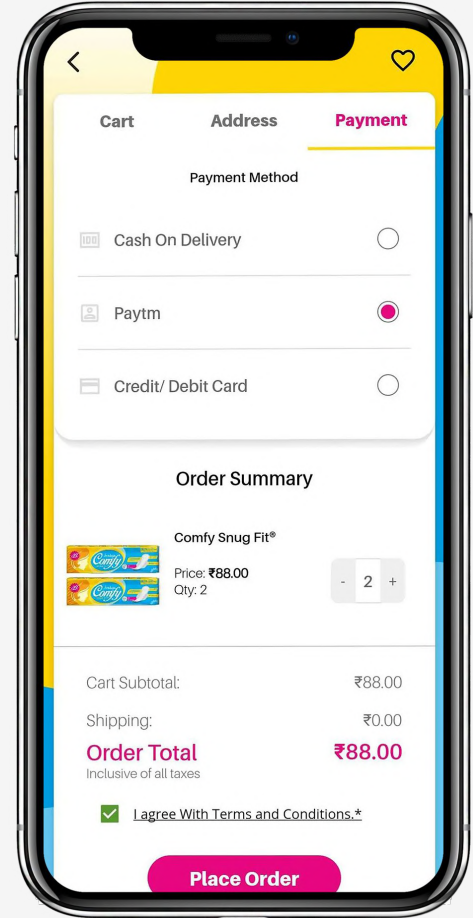 Cart Address Payment
Payment Method
Cash On Delivery
Paytm
Credit/ Debit Card
Order Summary
Comfy Snug Fit®
Comfy
Comfy
Price: ₹88.00
Qty: 2
- 2 +
Cart Subtotal: ₹88.00
Shipping: ₹0.00
Order Total ₹88.00
Inclusive of all taxes
I agree With Terms and Conditions.*
Place Order